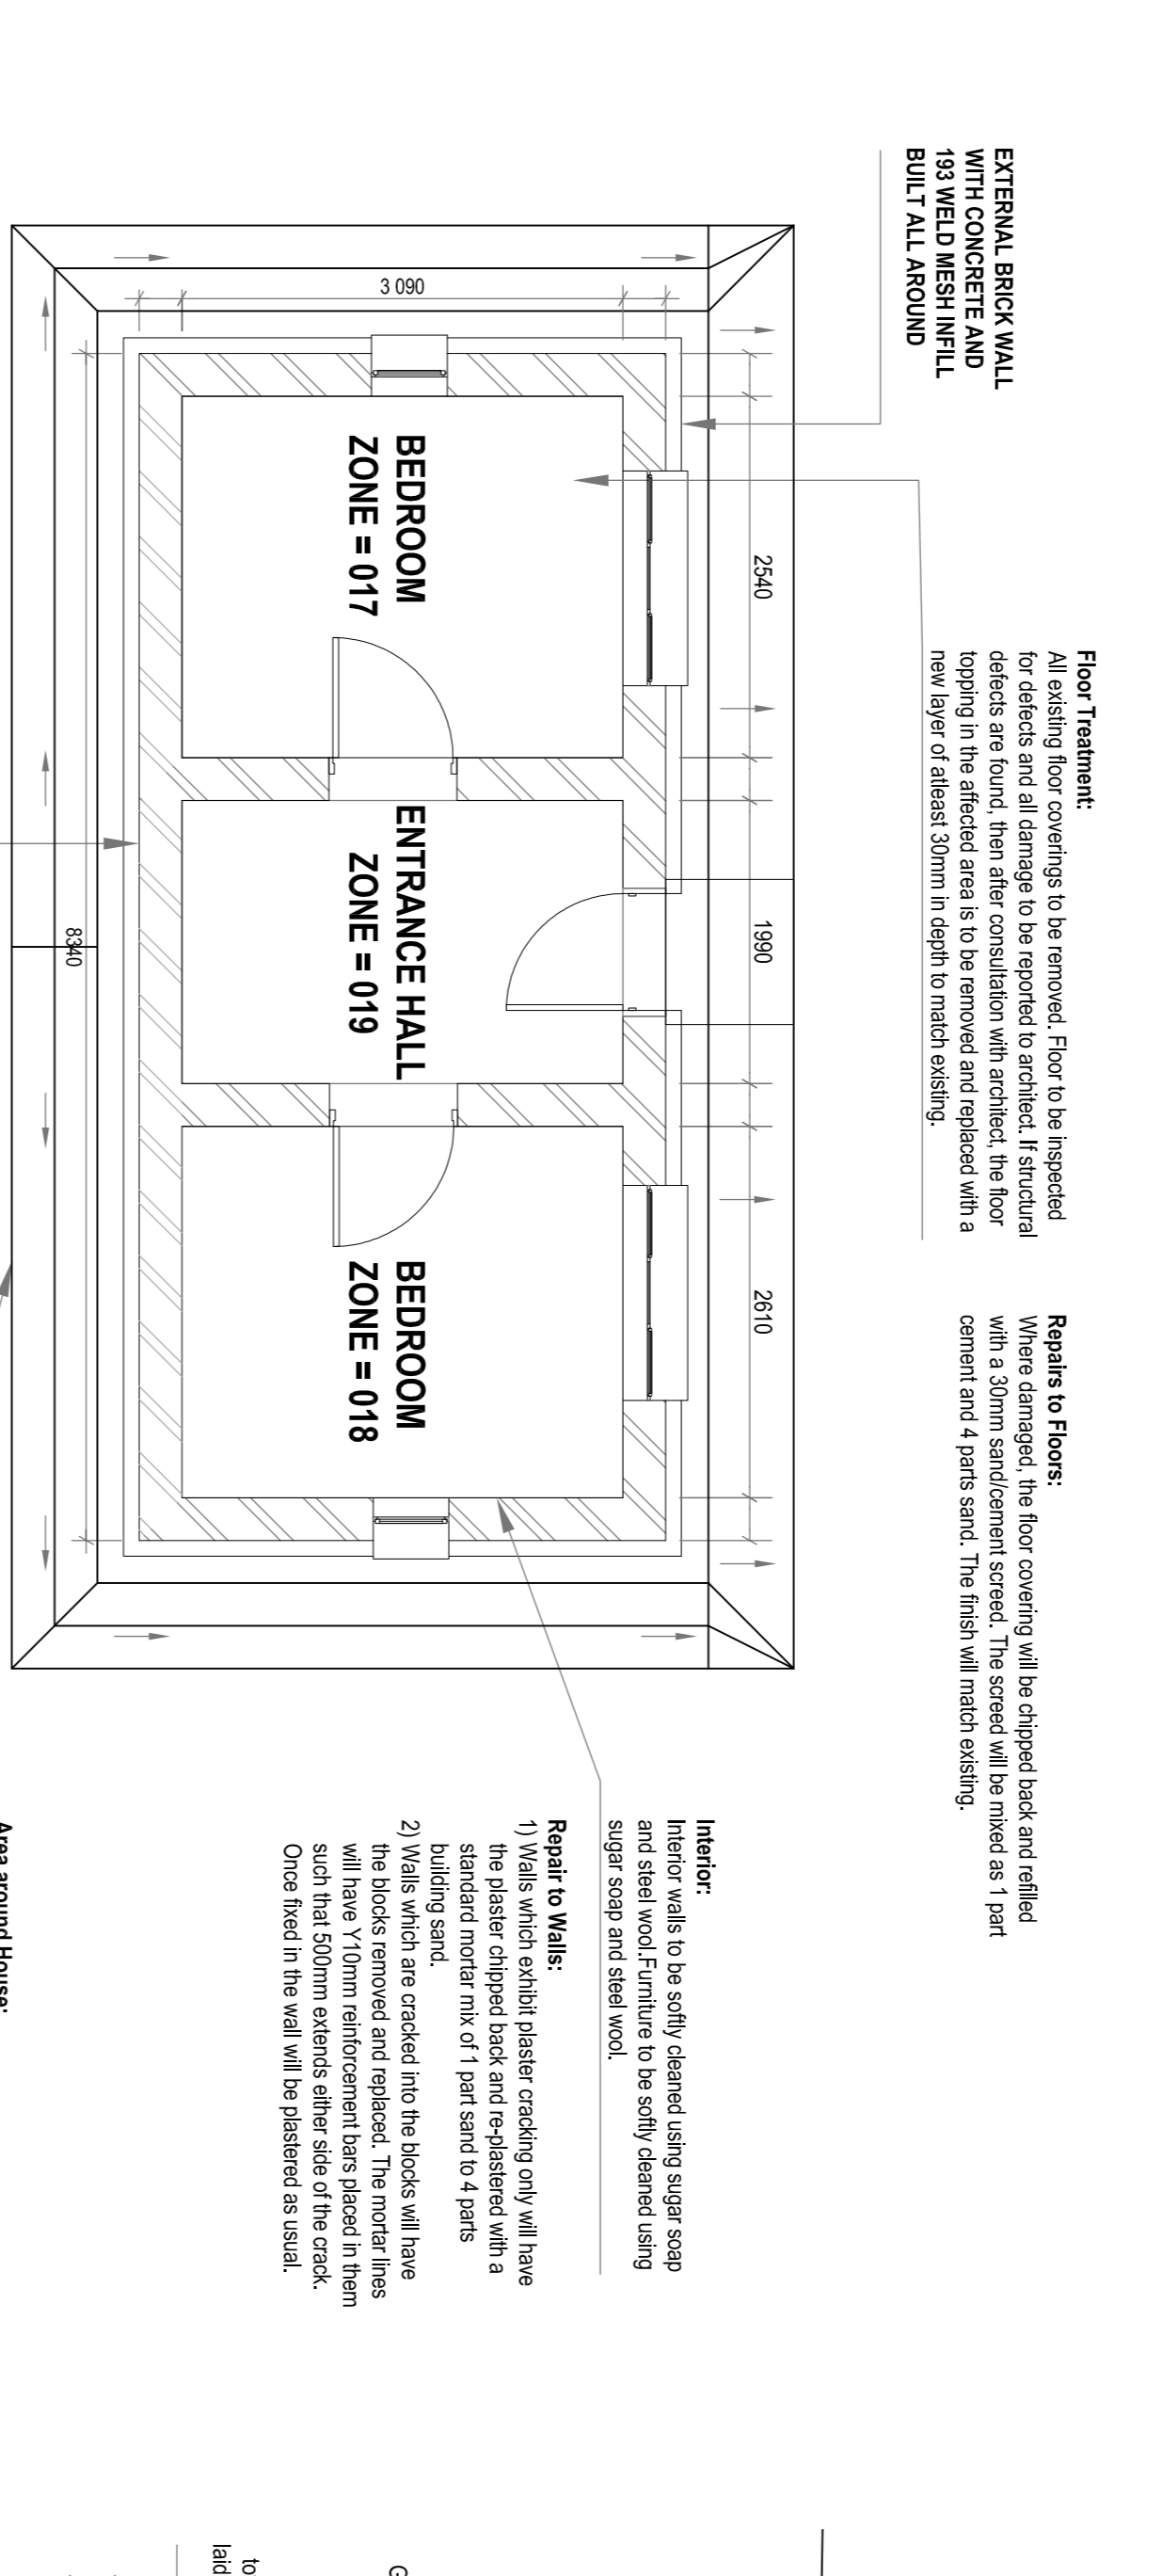 EXTERNAL BRICK WALL
WITH CONCRETE AND
193 WELD MESH INFILL
BUILT ALL AROUND
Floor Treatment:
All existing floor coverings to be removed. Floor to be inspected
for defects and all damage to be reported to architect. If structural
defects are found, then after consultation with architect, the floor
topping in the affected area is to be removed and replaced with a
new layer of atleast 30mm in depth to match existing.
Repairs to Floors:
Where damaged, the floor covering will be chipped back and refilled
with a 30mm sand/cement screed. The screed will be mixed as 1 part
cement and 4 parts sand. The finish will match existing.
2540
1990
2610
3 090
BEDROOM
ZONE = 017
ENTRANCE HALL
ZONE = 019
BEDROOM
ZONE = 018
8340
Interior:
Interior walls to be softly cleaned using sugar soap
and steel wool.Furniture to be softly cleaned using
sugar soap and steel wool.
Repair to Walls:
1) Walls which exhibit plaster cracking only will have
the plaster chipped back and re-plastered with a
standard mortar mix of 1 part sand to 4 parts
building sand.
2) Walls which are cracked into the blocks will have
the blocks removed and replaced. The mortar lines
will have Y10mm reinforcement bars placed in them
such that 500mm extends either side of the crack.
Once fixed in the wall will be plastered as usual.
Area around House:
G
to
laid